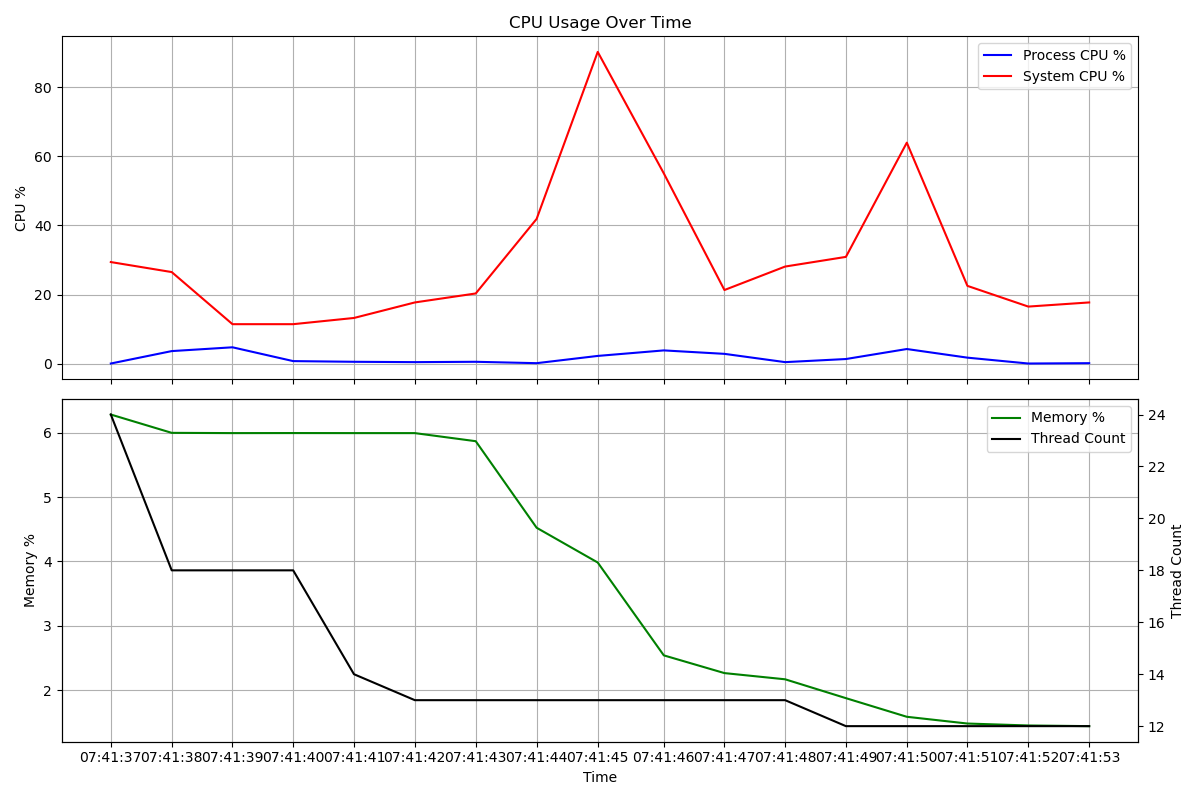 CPU Usage Over Time
Process CPU %
System CPU %
CPU %
80
60
40
20
0
Memory %
Thread Count
Memory %
6
5
4
3
2
Thread Count
24
22
20
18
16
14
12
07:41:37 07:41:38 07:41:39 07:41:40 07:41:41 07:41:42 07:41:43 07:41:44 07:41:45 07:41:46 07:41:47 07:41:48 07:41:49 07:41:50 07:41:51 07:41:52 07:41:53
Time